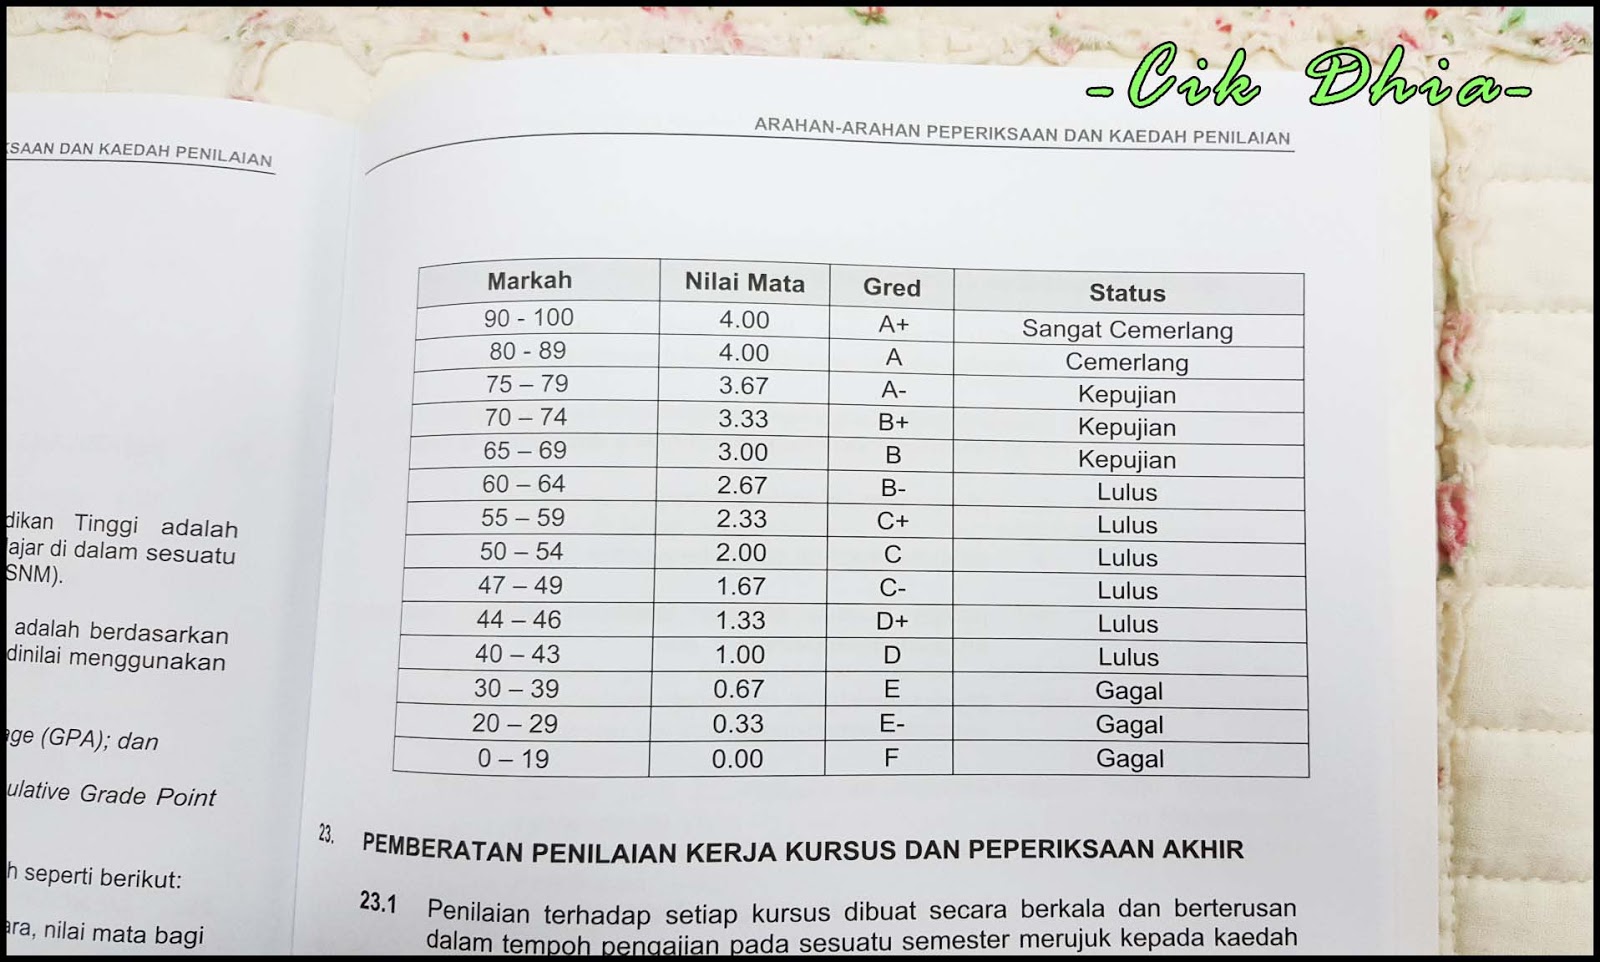 -Cik Dhia-
SAAN DAN KAEDAH PENILAIAN
dikan Tinggi adalah
ajar di dalam sesuatu
SNM).
adalah berdasarkan
dinilai menggunakan
age (GPA); dan
ulative Grade Point
h seperti berikut:
ara, nilai mata bagi
ARAHAN-ARAHAN PEPERIKSAAN DAN KAEDAH PENILAIAN
Markah Nilai Mata Gred Status
90 - 100 4.00 A+ Sangat Cemerlang
80 - 89 4.00 A Cemerlang
75 – 79 3.67 A- Kepujian
70 – 74 3.33 B+ Kepujian
65 – 69 3.00 B Kepujian
60 – 64 2.67 B- Lulus
55 – 59 2.33 C+ Lulus
50 – 54 2.00 C Lulus
47 – 49 1.67 C- Lulus
44 – 46 1.33 D+ Lulus
40 – 43 1.00 D Lulus
30 – 39 0.67 E Gagal
20 – 29 0.33 E- Gagal
0 – 19 0.00 F Gagal
23. PEMBERATAN PENILAIAN KERJA KURSUS DAN PEPERIKSAAN AKHIR
23.1 Penilaian terhadap setiap kursus dibuat secara berkala dan berterusan
dalam tempoh pengajian pada sesuatu semester merujuk kepada kaedah